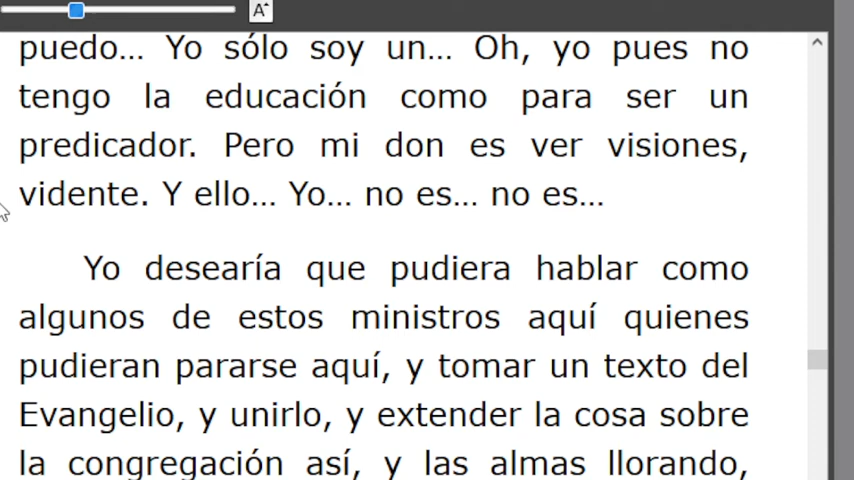 A
puedo… Yo sólo soy un… Oh, yo pues no
tengo la educación como para ser un
predicador. Pero mi don es ver visiones,
vidente. Y ello… Yo… no es… no es…
Yo desearía que pudiera hablar como
algunos de estos ministros aquí quienes
pudieran pararse aquí, y tomar un texto del
Evangelio, y unirlo, y extender la cosa sobre
la congregación así, y las almas llorando,